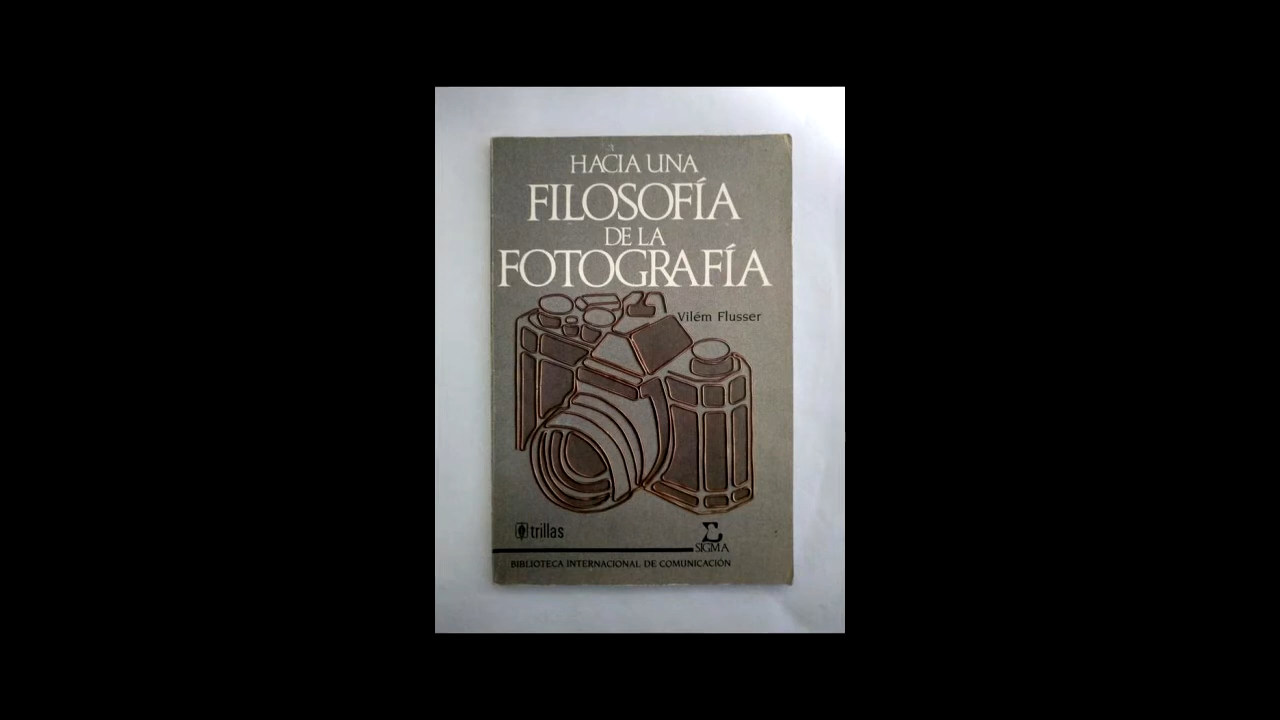 HACIA UNA
FILOSOFÍA
DE LA
FOTOGRAFÍA
Vilém Flusser
trillas
Σ
SIGMA
BIBLIOTECA INTERNACIONAL DE COMUNICACIÓN